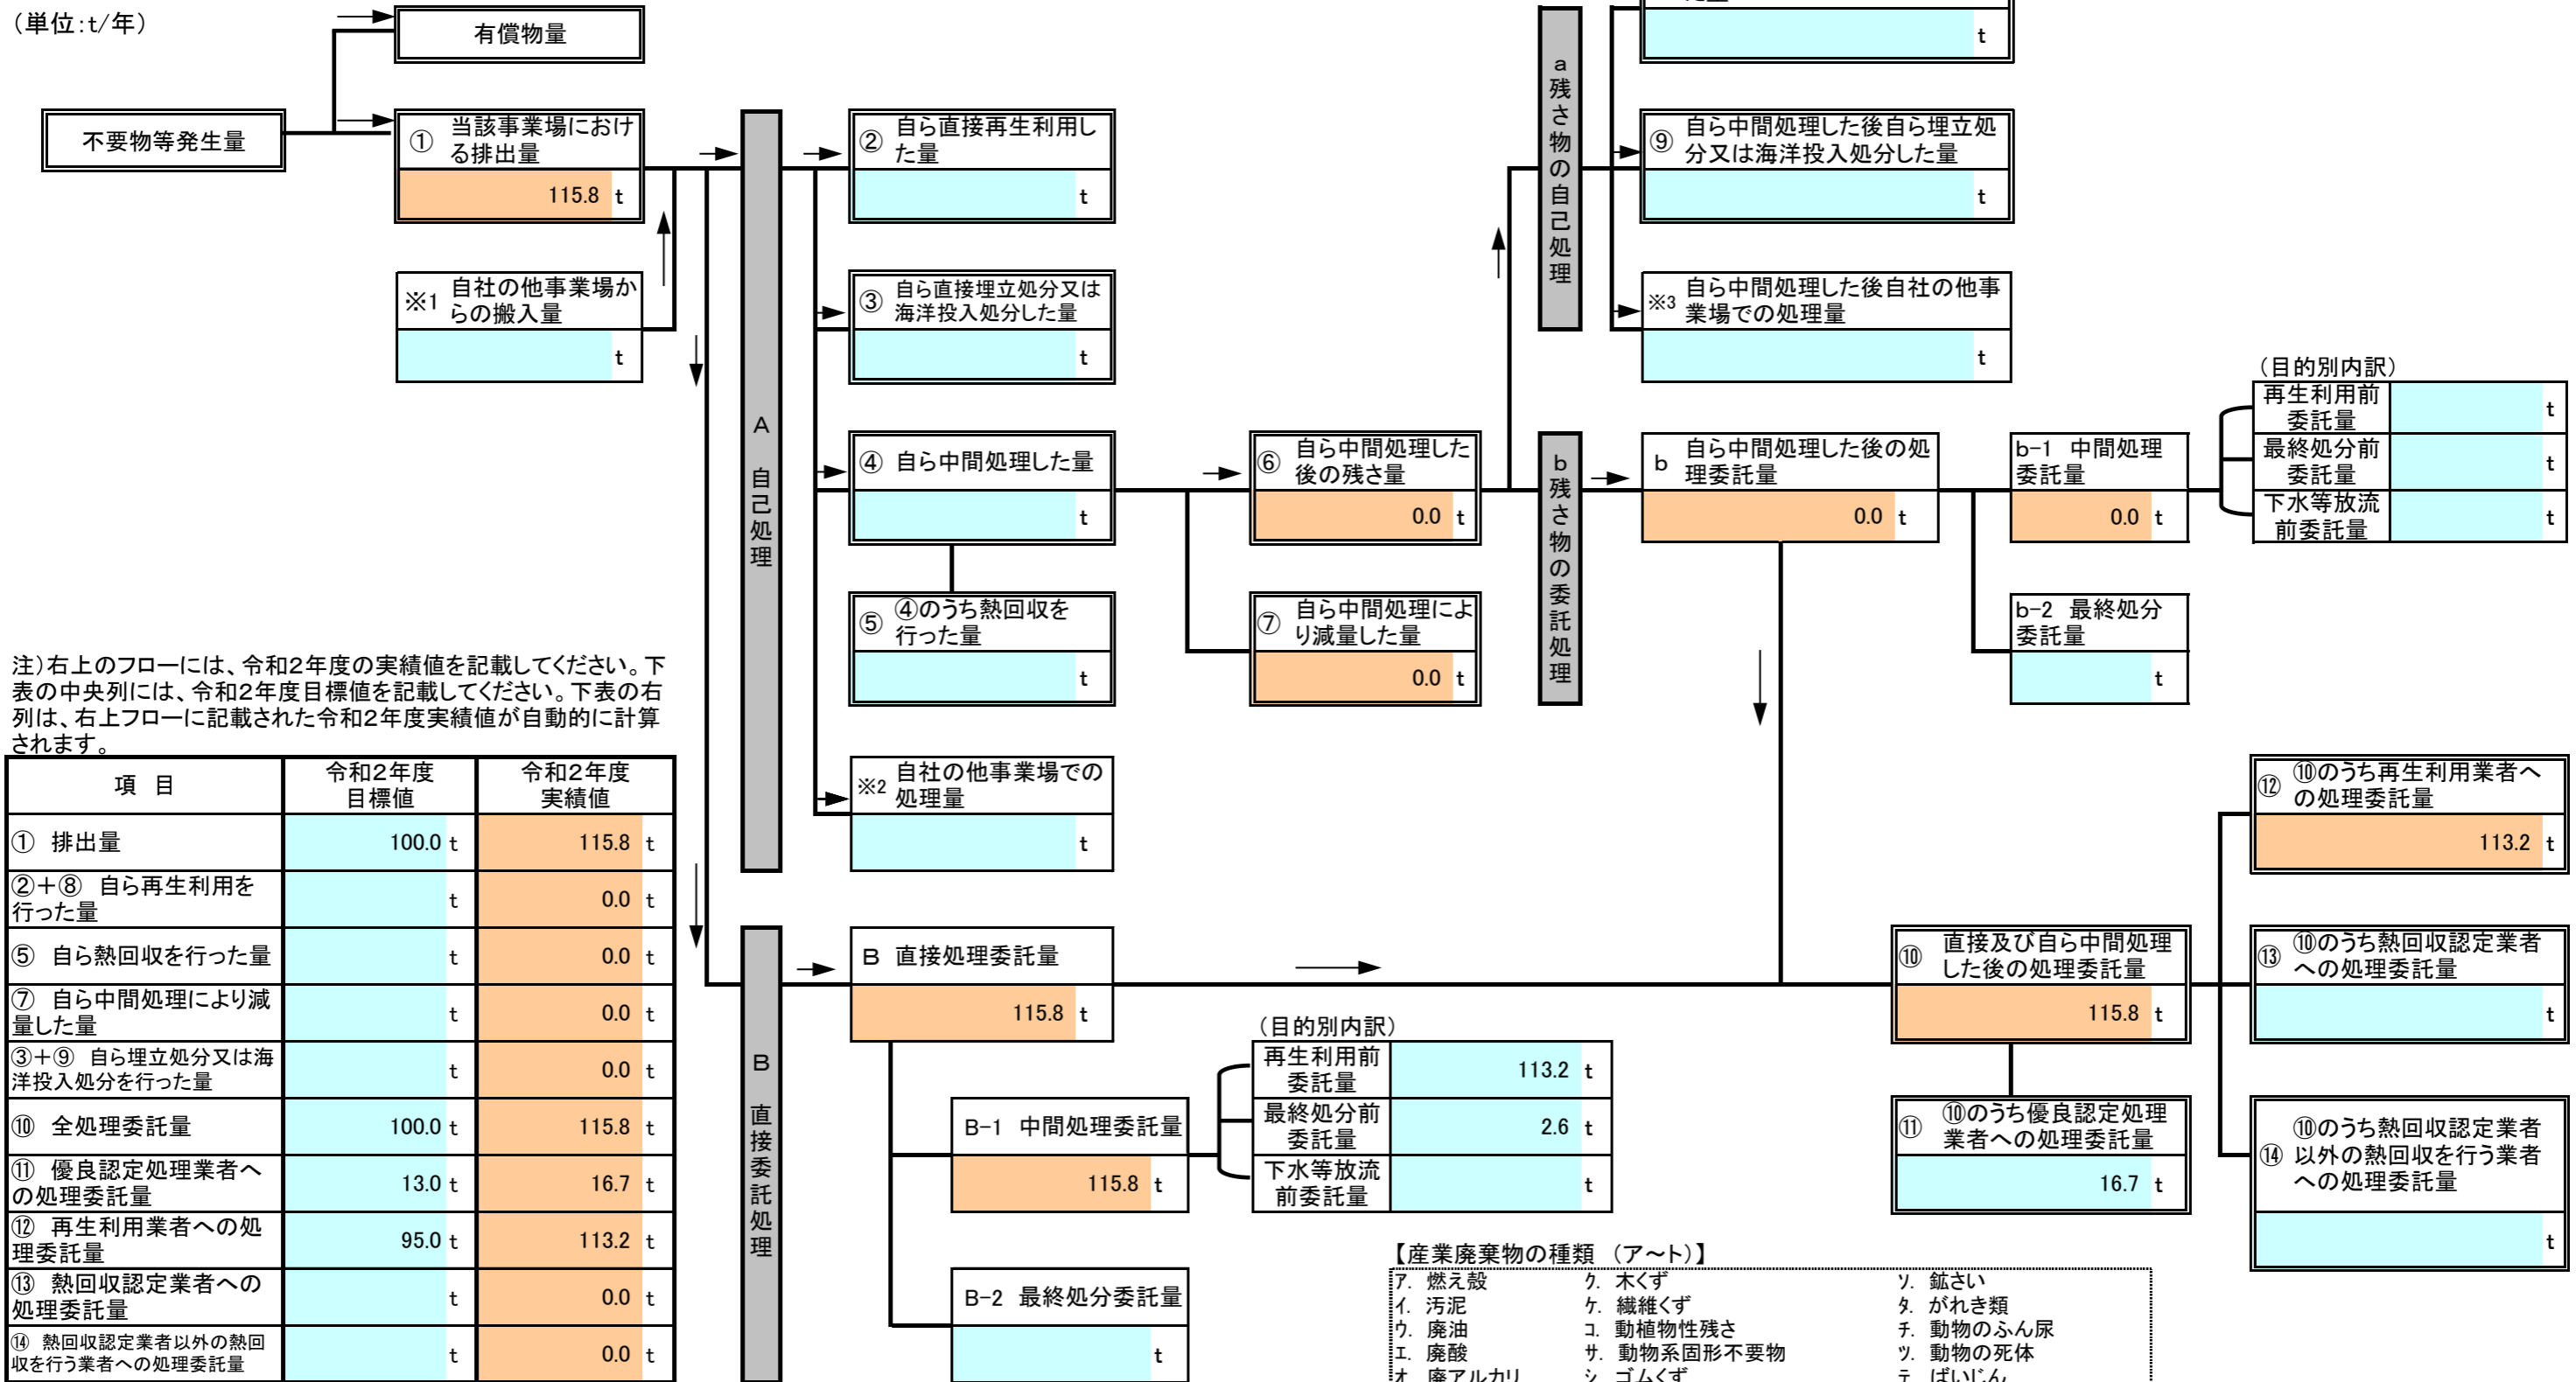 （単位：t/年）
有償物量
不要物等発生量
① 当該事業場におけ
る排出量
115.8 t
※1 自社の他事業場か
らの搬入量
t
A 自己処理
② 自ら直接再生利用し
た量
t
③ 自ら直接埋立処分又は
海洋投入処分した量
t
④ 自ら中間処理した量
t
⑤ ④のうち熱回収を
行った量
t
※2 自社の他事業場での
処理量
t
⑥ 自ら中間処理した
後の残さ量
0.0 t
⑦ 自ら中間処理によ
り減量した量
0.0 t
a残さ物の自己処理
t
⑨ 自ら中間処理した後自ら埋立処
分又は海洋投入処分した量
t
※3 自ら中間処理した後自社の他事
業場での処理量
t
b残さ物の委託処理
b 自ら中間処理した後の処
理委託量
0.0 t
b-1 中間処理
委託量
0.0 t
（目的別内訳）
再生利用前
委託量 t
最終処分前
委託量 t
下水等放流
前委託量 t
b-2 最終処分
委託量
t
注）右上のフローには、令和２年度の実績値を記載してください。下
表の中央列には、令和２年度目標値を記載してください。下表の右
列は、右上フローに記載された令和２年度実績値が自動的に計算
されます。
項 目 令和２年度
目標値 令和２年度
実績値
① 排出量 100.0 t 115.8 t
②＋⑧ 自ら再生利用を
行った量 t 0.0 t
⑤ 自ら熱回収を行った量 t 0.0 t
⑦ 自ら中間処理により減
量した量 t 0.0 t
③＋⑨ 自ら埋立処分又は海
洋投入処分を行った量 t 0.0 t
⑩ 全処理委託量 100.0 t 115.8 t
⑪ 優良認定処理業者へ
の処理委託量 13.0 t 16.7 t
⑫ 再生利用業者への処
理委託量 95.0 t 113.2 t
⑬ 熱回収認定業者への
処理委託量 t 0.0 t
⑭ 熱回収認定業者以外の熱回
収を行う業者への処理委託量 t 0.0 t
B 直接委託処理
B 直接処理委託量
115.8 t
B-1 中間処理委託量
115.8 t
（目的別内訳）
再生利用前
委託量 113.2 t
最終処分前
委託量 2.6 t
下水等放流
前委託量 t
B-2 最終処分委託量
t
⑩ 直接及び自ら中間処理
した後の処理委託量
115.8 t
⑪ ⑩のうち優良認定処理
業者への処理委託量
16.7 t
⑫ ⑩のうち再生利用業者へ
の処理委託量
113.2 t
⑬ ⑩のうち熱回収認定業者
への処理委託量
t
⑭ ⑩のうち熱回収認定業者
以外の熱回収を行う業者
への処理委託量
t
【産業廃棄物の種類 （ア～ト）】
ア. 燃え殻 ク. 木くず ソ. 鉱さい
イ. 汚泥 ケ. 繊維くず タ. がれき類
ウ. 廃油 コ. 動植物性残さ チ. 動物のふん尿
エ. 廃酸 サ. 動物系固形不要物 ツ. 動物の死体
オ. 廃アルカリ シ. ゴムくず テ. ばいじん